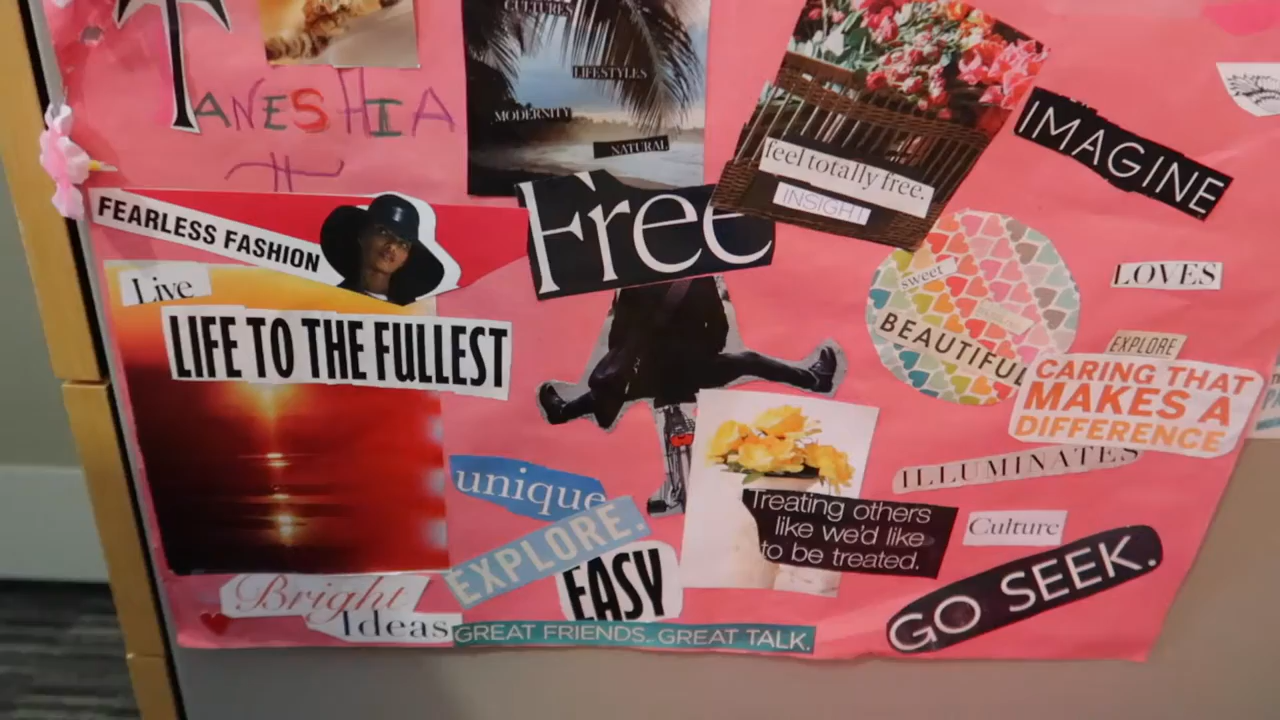 CULTURES
LIFESTYLES
MODERNITY
NATURAL
TANESHIA
feel totally free.
INSIGHT
IMAGINE
FEARLESS FASHION
Free
Live
LIFE TO THE FULLEST
sweet
BEAUTIFUL
LOVES
EXPLORE
CARING THAT
MAKES A
DIFFERENCE
ILLUMINATES
unique
EXPLORE.
EASY
Treating others
like we'd like
to be treated.
Culture
GO SEEK.
Bright
Ideas
GREAT FRIENDS. GREAT TALK.